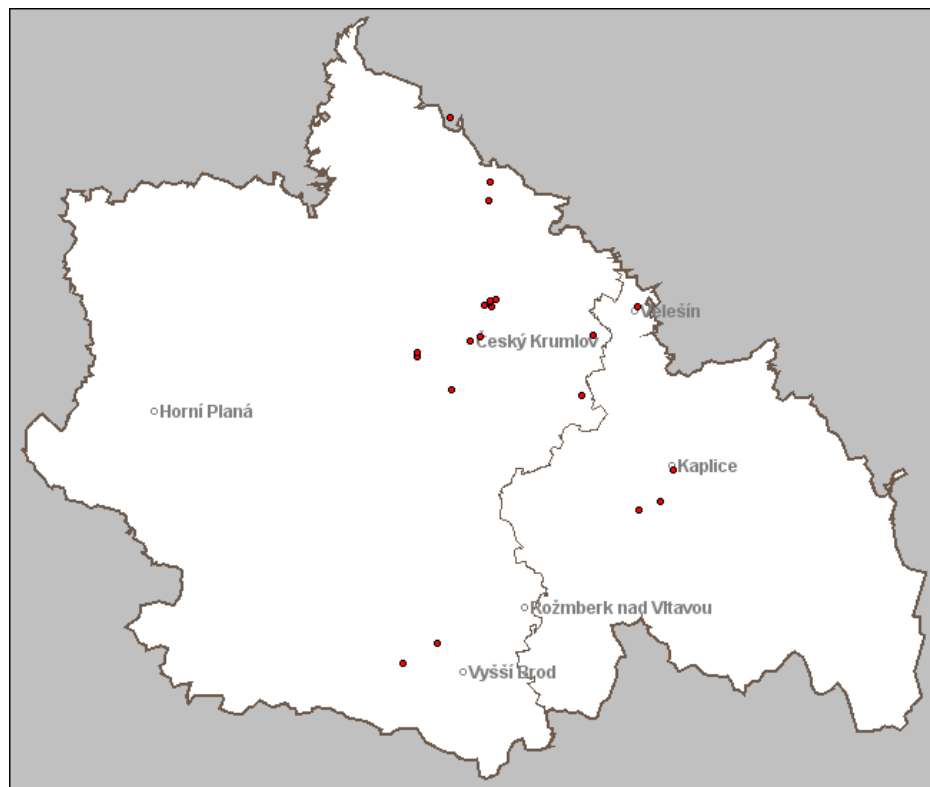 Velešín
Český Krumlov
Horní Planá
Kaplice
Rožmberk nad Vltavou
Vyšší Brod